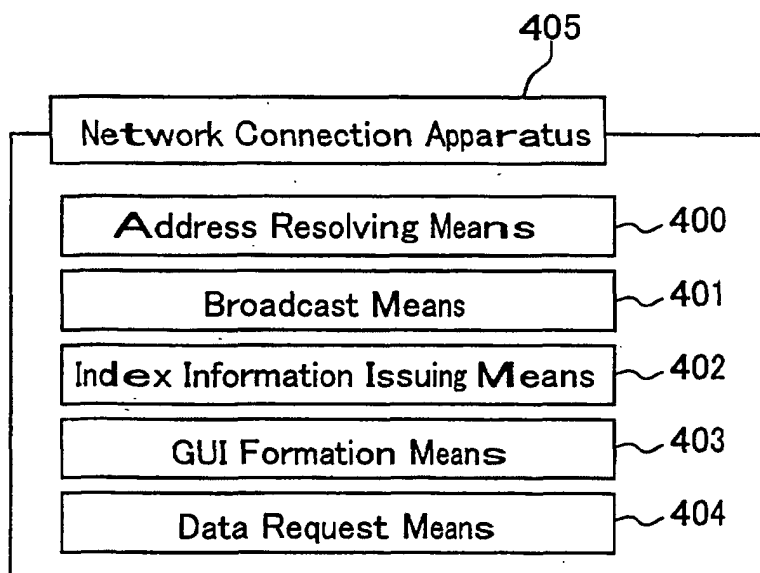 405
Network Connection Apparatus
Address Resolving Means 400
Broadcast Means 401
Index Information Issuing Means 402
GUI Formation Means 403
Data Request Means 404